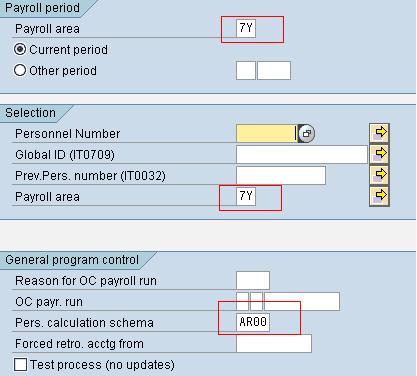 Payroll period
Payroll area 7Y
Current period
Other period
Selection
Personnel Number
Global ID (IT0709)
Prev.Pers. number (IT0032)
Payroll area 7Y
General program control
Reason for OC payroll run
OC payr. run
Pers. calculation schema AR00
Forced retro. acctg from
Test process (no updates)